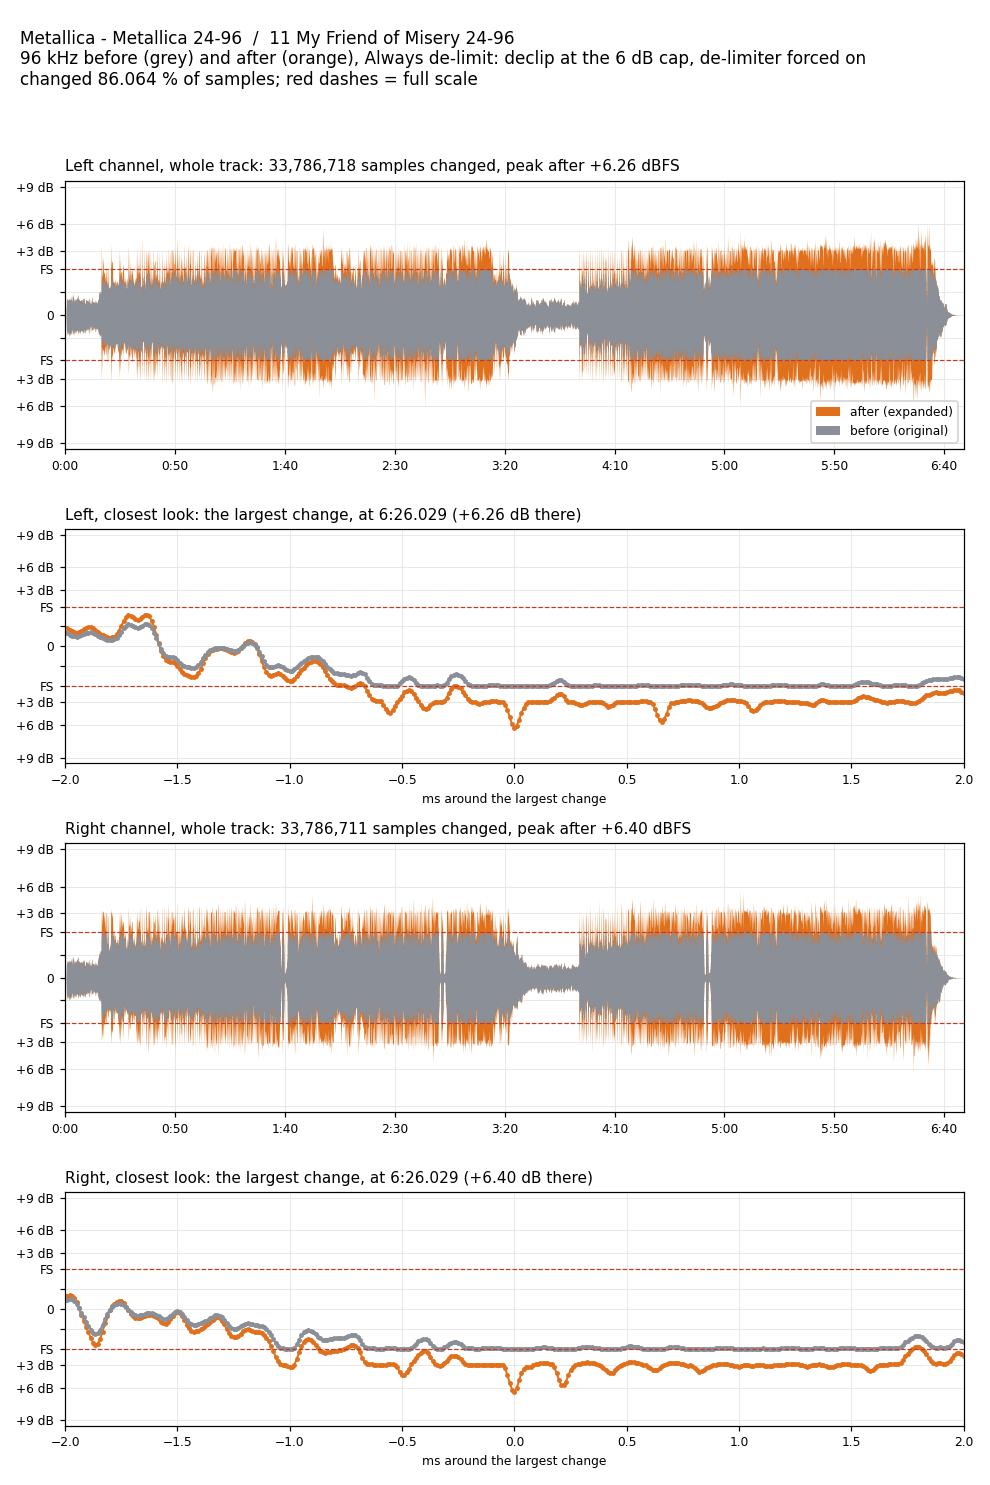 Metallica - Metallica 24-96  /  11 My Friend of Misery 24-96
96 kHz before (grey) and after (orange), Always de-limit: declip at the 6 dB cap, de-limiter forced on
changed 86.064 % of samples; red dashes = full scale
Left channel, whole track: 33,786,718 samples changed, peak after +6.26 dBFS
+9 dB
+6 dB
+3 dB
FS
0
FS
+3 dB
+6 dB
+9 dB
after (expanded)
before (original)
0:00 0:50 1:40 2:30 3:20 4:10 5:00 5:50 6:40
Left, closest look: the largest change, at 6:26.029 (+6.26 dB there)
+9 dB
+6 dB
+3 dB
FS
0
FS
+3 dB
+6 dB
+9 dB
−2.0 −1.5 −1.0 −0.5 0.0 0.5 1.0 1.5 2.0
ms around the largest change
Right channel, whole track: 33,786,711 samples changed, peak after +6.40 dBFS
+9 dB
+6 dB
+3 dB
FS
0
FS
+3 dB
+6 dB
+9 dB
0:00 0:50 1:40 2:30 3:20 4:10 5:00 5:50 6:40
Right, closest look: the largest change, at 6:26.029 (+6.40 dB there)
+9 dB
+6 dB
+3 dB
FS
0
FS
+3 dB
+6 dB
+9 dB
−2.0 −1.5 −1.0 −0.5 0.0 0.5 1.0 1.5 2.0
ms around the largest change